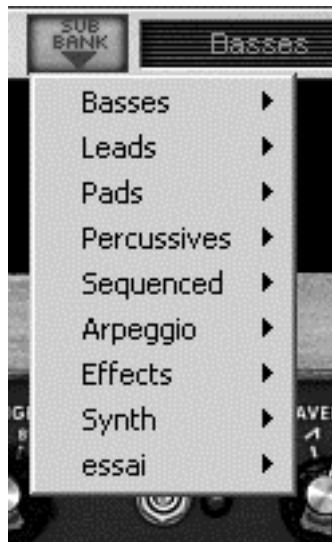 SUB
BANK
Basses
Basses
Leads
Pads
Percussives
Sequenced
Arpeggio
Effects
Synth
essai